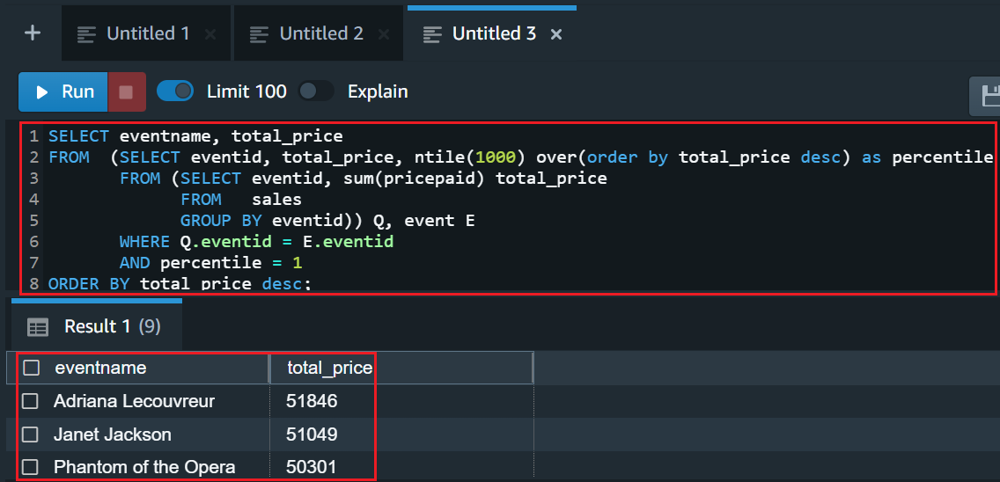 + Untitled 1 × Untitled 2 × Untitled 3 ×
Run Limit 100 Explain
1 SELECT eventname, total_price
2 FROM (SELECT eventid, total_price, ntile(1000) over(order by total_price desc) as percentile
3 FROM (SELECT eventid, sum(pricepaid) total_price
4 FROM sales
5 GROUP BY eventid)) Q, event E
6 WHERE Q.eventid = E.eventid
7 AND percentile = 1
8 ORDER BY total_price desc;
Result 1 (9)
eventname total_price
Adriana Lecouvreur 51846
Janet Jackson 51049
Phantom of the Opera 50301